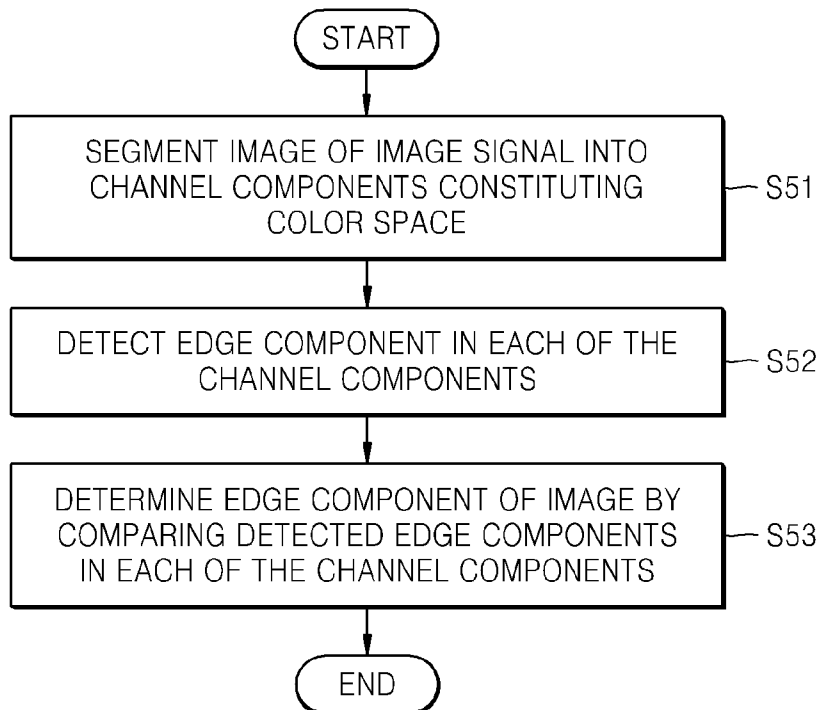 START
SEGMENT IMAGE OF IMAGE SIGNAL INTO
CHANNEL COMPONENTS CONSTITUTING
COLOR SPACE
S51
DETECT EDGE COMPONENT IN EACH OF THE
CHANNEL COMPONENTS
S52
DETERMINE EDGE COMPONENT OF IMAGE BY
COMPARING DETECTED EDGE COMPONENTS
IN EACH OF THE CHANNEL COMPONENTS
S53
END